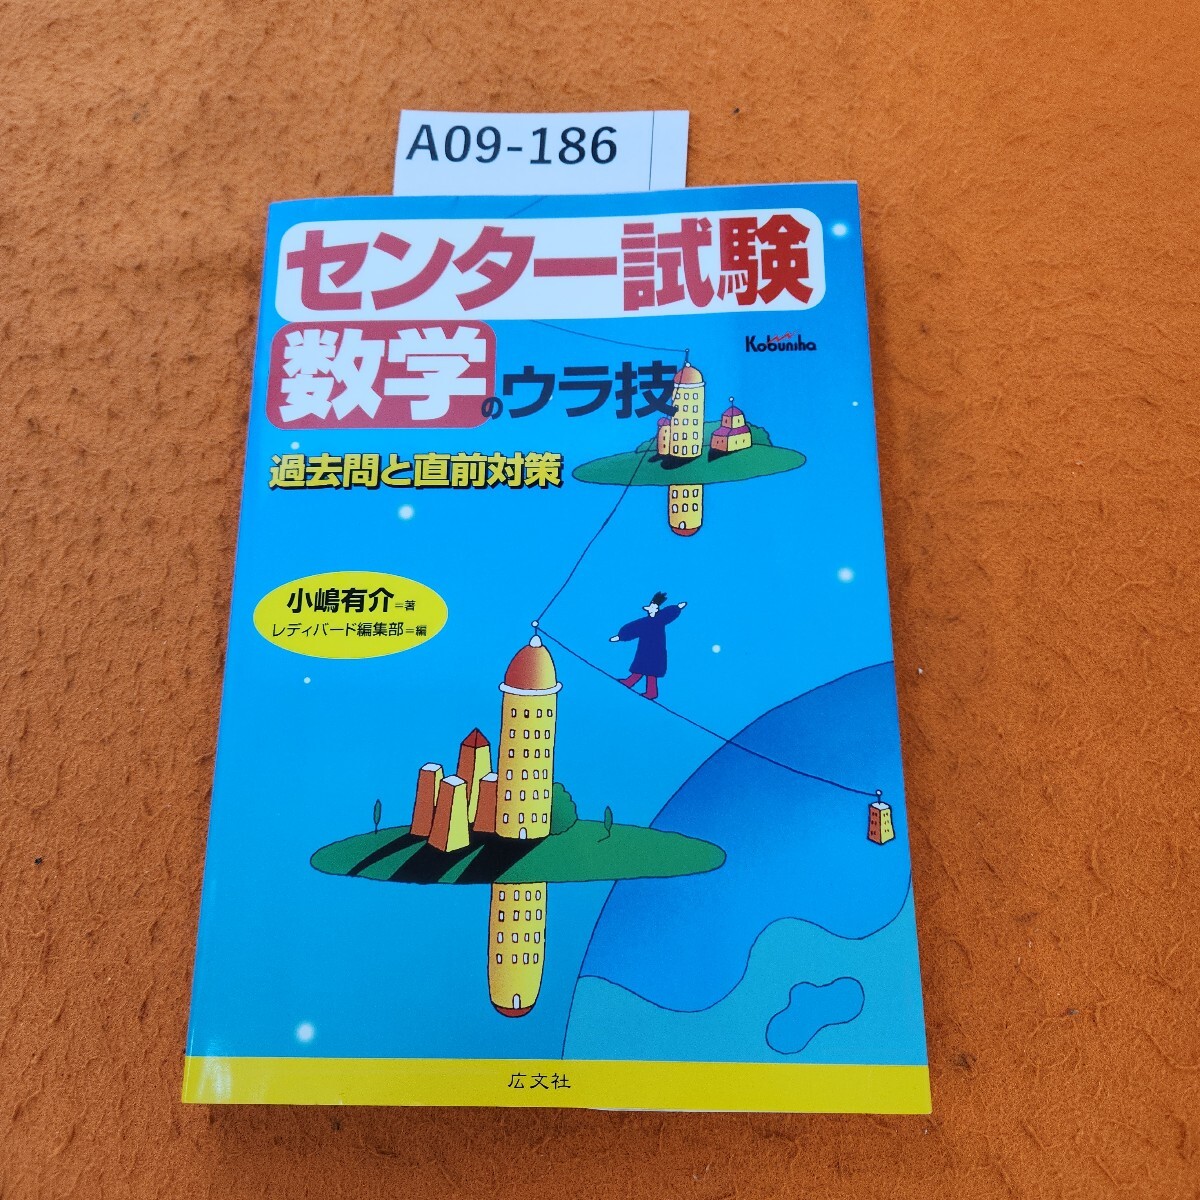 A09-186
センター試験
Kobunsha
数学のウラ技
過去問と直前対策
小嶋有介=著
レディバード編集部=編
広文社